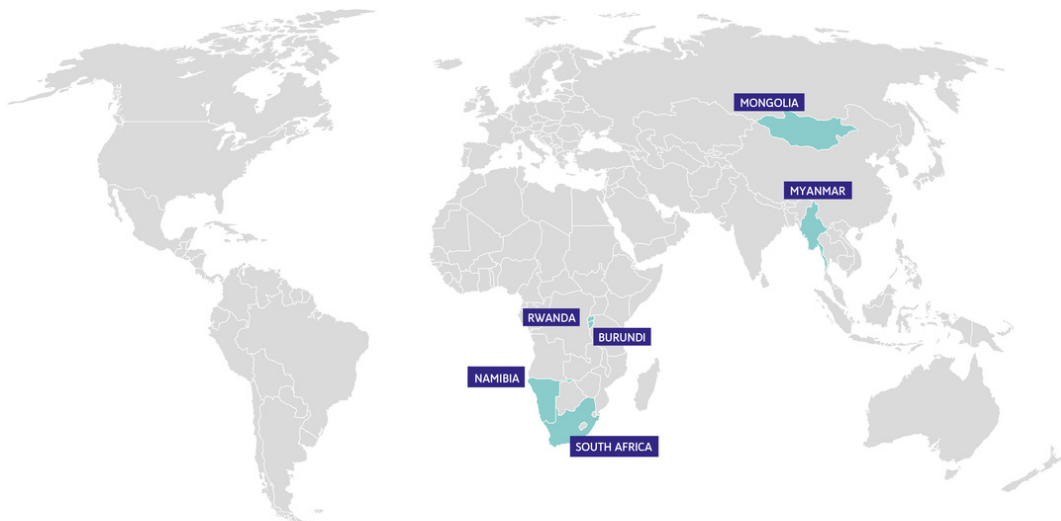 MONGOLIA
MYANMAR
RWANDA
BURUNDI
NAMIBIA
SOUTH AFRICA